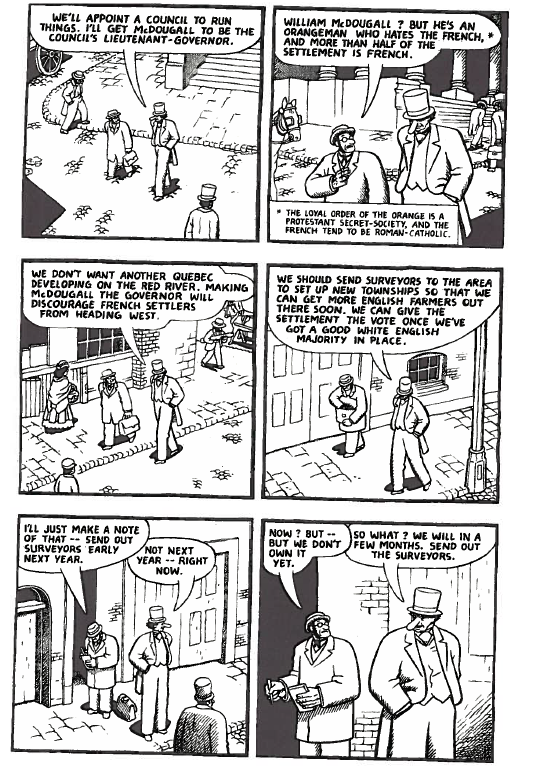 WE'LL APPOINT A COUNCIL TO RUN
THINGS. I'LL GET McDOUGALL TO BE THE
COUNCIL'S LIEUTENANT-GOVERNOR.
WILLIAM McDOUGALL? BUT HE'S AN
ORANGEMAN WHO HATES THE FRENCH,*
AND MORE THAN HALF OF THE
SETTLEMENT IS FRENCH.
* THE LOYAL ORDER OF THE ORANGE IS A
PROTESTANT SECRET-SOCIETY, AND THE
FRENCH TEND TO BE ROMAN-CATHOLIC.
WE DON'T WANT ANOTHER QUEBEC
DEVELOPING ON THE RED RIVER. MAKING
McDOUGALL THE GOVERNOR WILL
DISCOURAGE FRENCH SETTLERS
FROM HEADING WEST.
WE SHOULD SEND SURVEYORS TO THE AREA
TO SET UP NEW TOWNSHIPS SO THAT WE
CAN GET MORE ENGLISH FARMERS OUT
THERE SOON. WE CAN GIVE THE
SETTLEMENT THE VOTE ONCE WE'VE
GOT A GOOD WHITE ENGLISH
MAJORITY IN PLACE.
I'LL JUST MAKE A NOTE
OF THAT -- SEND OUT
SURVEYORS EARLY
NEXT YEAR.
NOT NEXT
YEAR -- RIGHT
NOW.
NOW? BUT --
BUT WE DON'T
OWN IT
YET.
SO WHAT? WE WILL IN A
FEW MONTHS. SEND OUT
THE SURVEYORS.